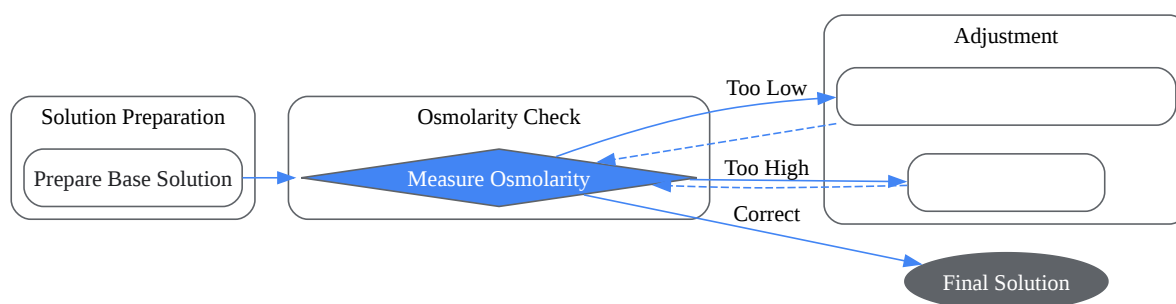 Adjustment
Too Low
Solution Preparation
Osmolarity Check
Prepare Base Solution
Measure Osmolarity
Too High
Correct
Final Solution